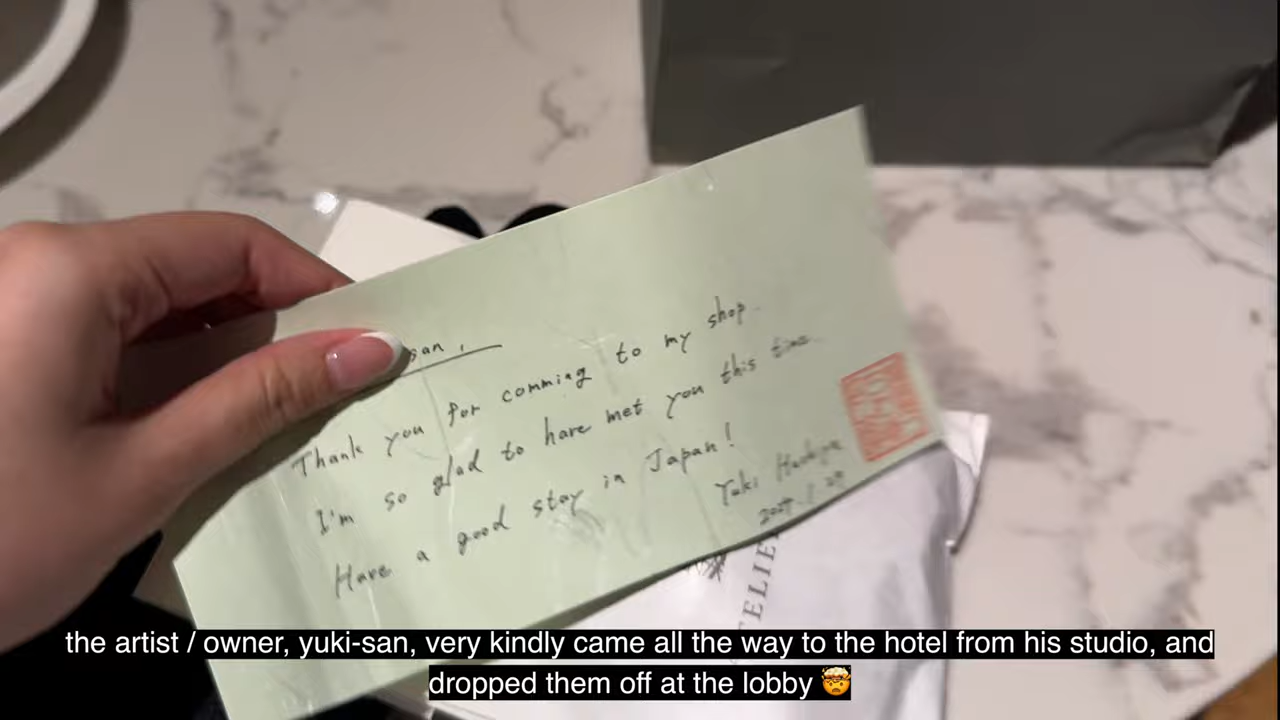 san,
Thank you for comming to my shop.
I'm so glad to have met you this time.
Have a good stay in Japan!
Yuki
TELIE
the artist / owner, yuki-san, very kindly came all the way to the hotel from his studio, and
dropped them off at the lobby 🤯